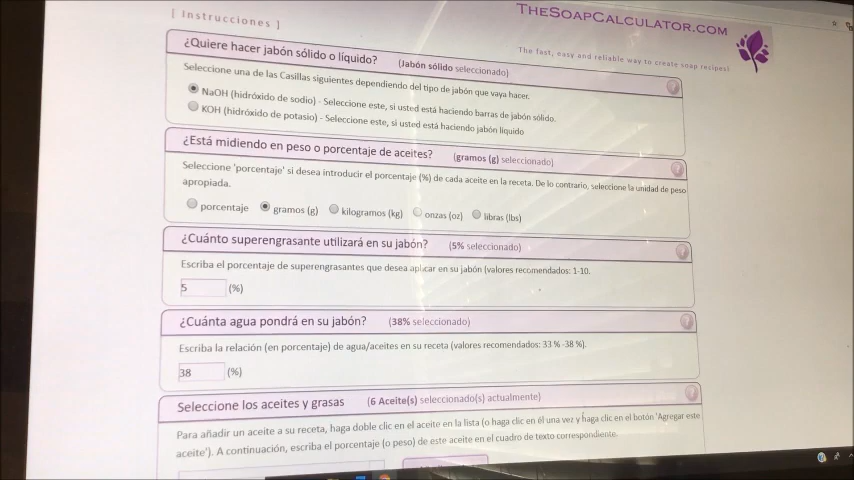 [ Instrucciones ]
THESOAPCALCULATOR.COM
The fast, easy and reliable way to create soap recipes!
¿Quiere hacer jabón sólido o líquido? (Jabón sólido seleccionado)
Seleccione una de las Casillas siguientes dependiendo del tipo de jabón que vaya hacer.
NaOH (hidróxido de sodio) - Seleccione este, si usted está haciendo barras de jabón sólido.
KOH (hidróxido de potasio) - Seleccione este, si usted está haciendo jabón líquido
¿Está midiendo en peso o porcentaje de aceites? (gramos (g) seleccionado)
Seleccione 'porcentaje' si desea introducir el porcentaje (%) de cada aceite en la receta. De lo contrario, seleccione la unidad de peso
apropiada.
porcentaje gramos (g) kilogramos (kg) onzas (oz) libras (lbs)
¿Cuánto superengrasante utilizará en su jabón? (5% seleccionado)
Escriba el porcentaje de superengrasantes que desea aplicar en su jabón (valores recomendados: 1-10.
5 (%)
¿Cuánta agua pondrá en su jabón? (38% seleccionado)
Escriba la relación (en porcentaje) de agua/aceites en su receta (valores recomendados: 33 % -38 %).
38 (%)
Seleccione los aceites y grasas (6 Aceite(s) seleccionado(s) actualmente)
Para añadir un aceite a su receta, haga doble clic en el aceite en la lista (o haga clic en él una vez y haga clic en el botón 'Agregar este
aceite'). A continuación, escriba el porcentaje (o peso) de este aceite en el cuadro de texto correspondiente.